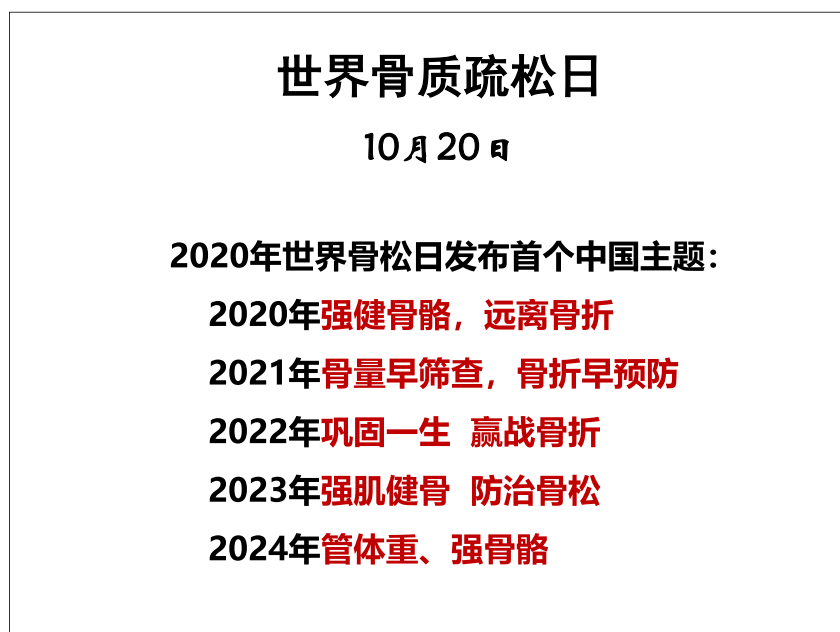 世界骨质疏松日
10月20日
2020年世界骨松日发布首个中国主题：
2020年强健骨骼，远离骨折
2021年骨量早筛查，骨折早预防
2022年巩固一生 赢战骨折
2023年强肌健骨 防治骨松
2024年管体重、强骨骼